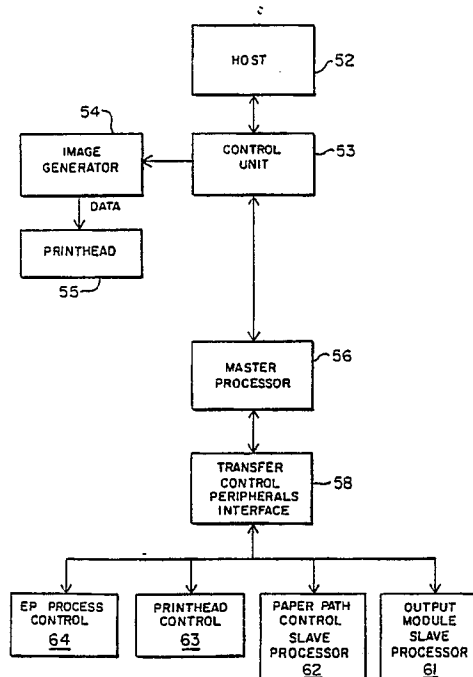 HOST
52
54
IMAGE
GENERATOR
CONTROL
UNIT
53
DATA
PRINTHEAD
55
MASTER
PROCESSOR
56
TRANSFER
CONTROL
PERIPHERALS
INTERFACE
58
EP PROCESS
CONTROL
64
PRINTHEAD
CONTROL
63
PAPER PATH
CONTROL
SLAVE
PROCESSOR
62
OUTPUT
MODULE
SLAVE
PROCESSOR
61